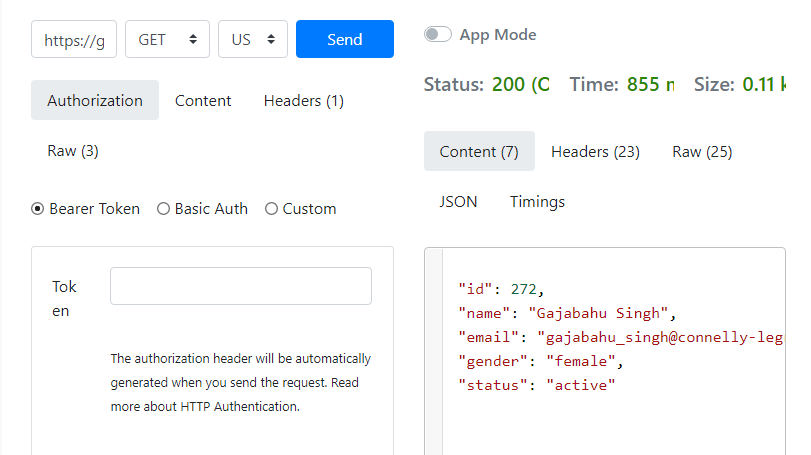 https://g GET US Send
Authorization Content Headers (1)
Raw (3)
Bearer Token Basic Auth Custom
Tok
en
The authorization header will be automatically
generated when you send the request. Read
more about HTTP Authentication.
App Mode
Status: 200 (O Time: 855 m Size: 0.11 k
Content (7) Headers (23) Raw (25)
JSON Timings
"id": 272,
"name": "Gajabahu Singh",
"email": "gajabahu_singh@connelly-leg
"gender": "female",
"status": "active"